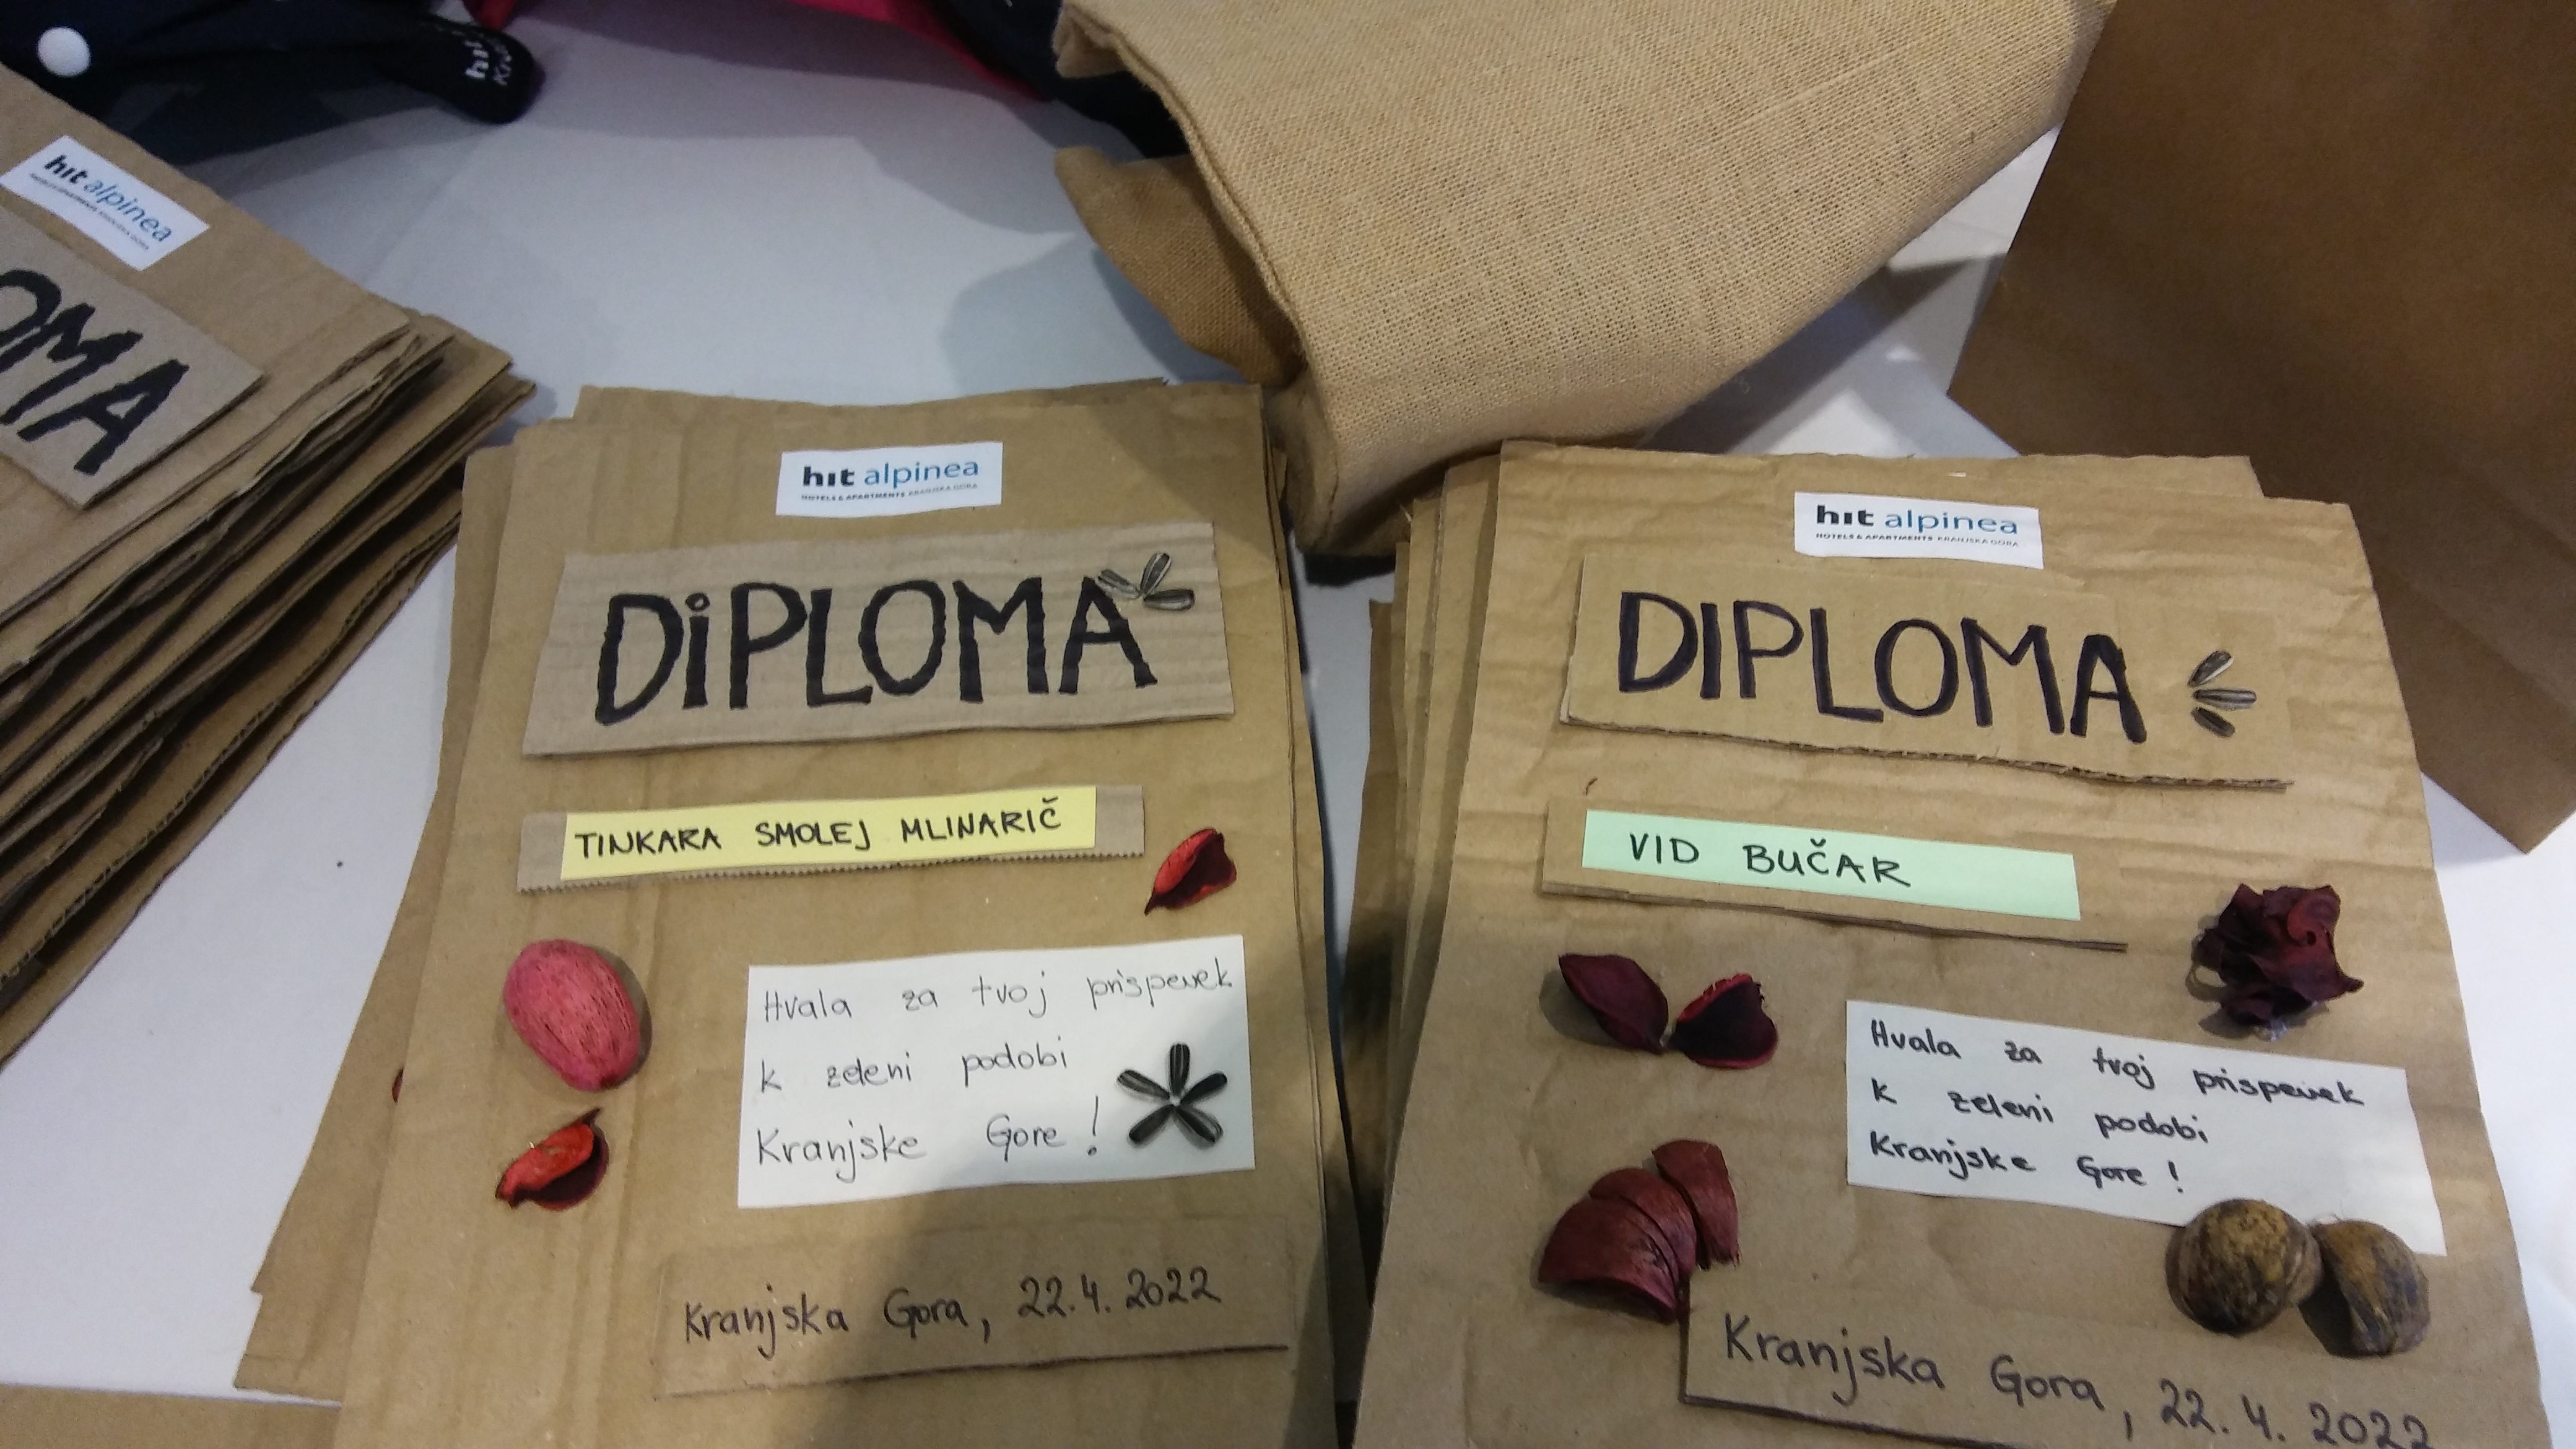 hit
hit alpinea
OMA
hit alpinea
HOTELS & APARTMENTS KRANJSKA GORA
DiPLOMA
TINKARA SMOLEJ MLINARIČ
Hvala za tvoj prispevek
k zeleni podobi
Kranjske Gore!
Kranjska Gora, 22.4.2022
hit alpinea
HOTELS & APARTMENTS KRANJSKA GORA
DIPLOMA
VID BUČAR
Hvala za tvoj prispevek
k zeleni podobi
Kranjske Gore!
Kranjska Gora, 22.4.2022